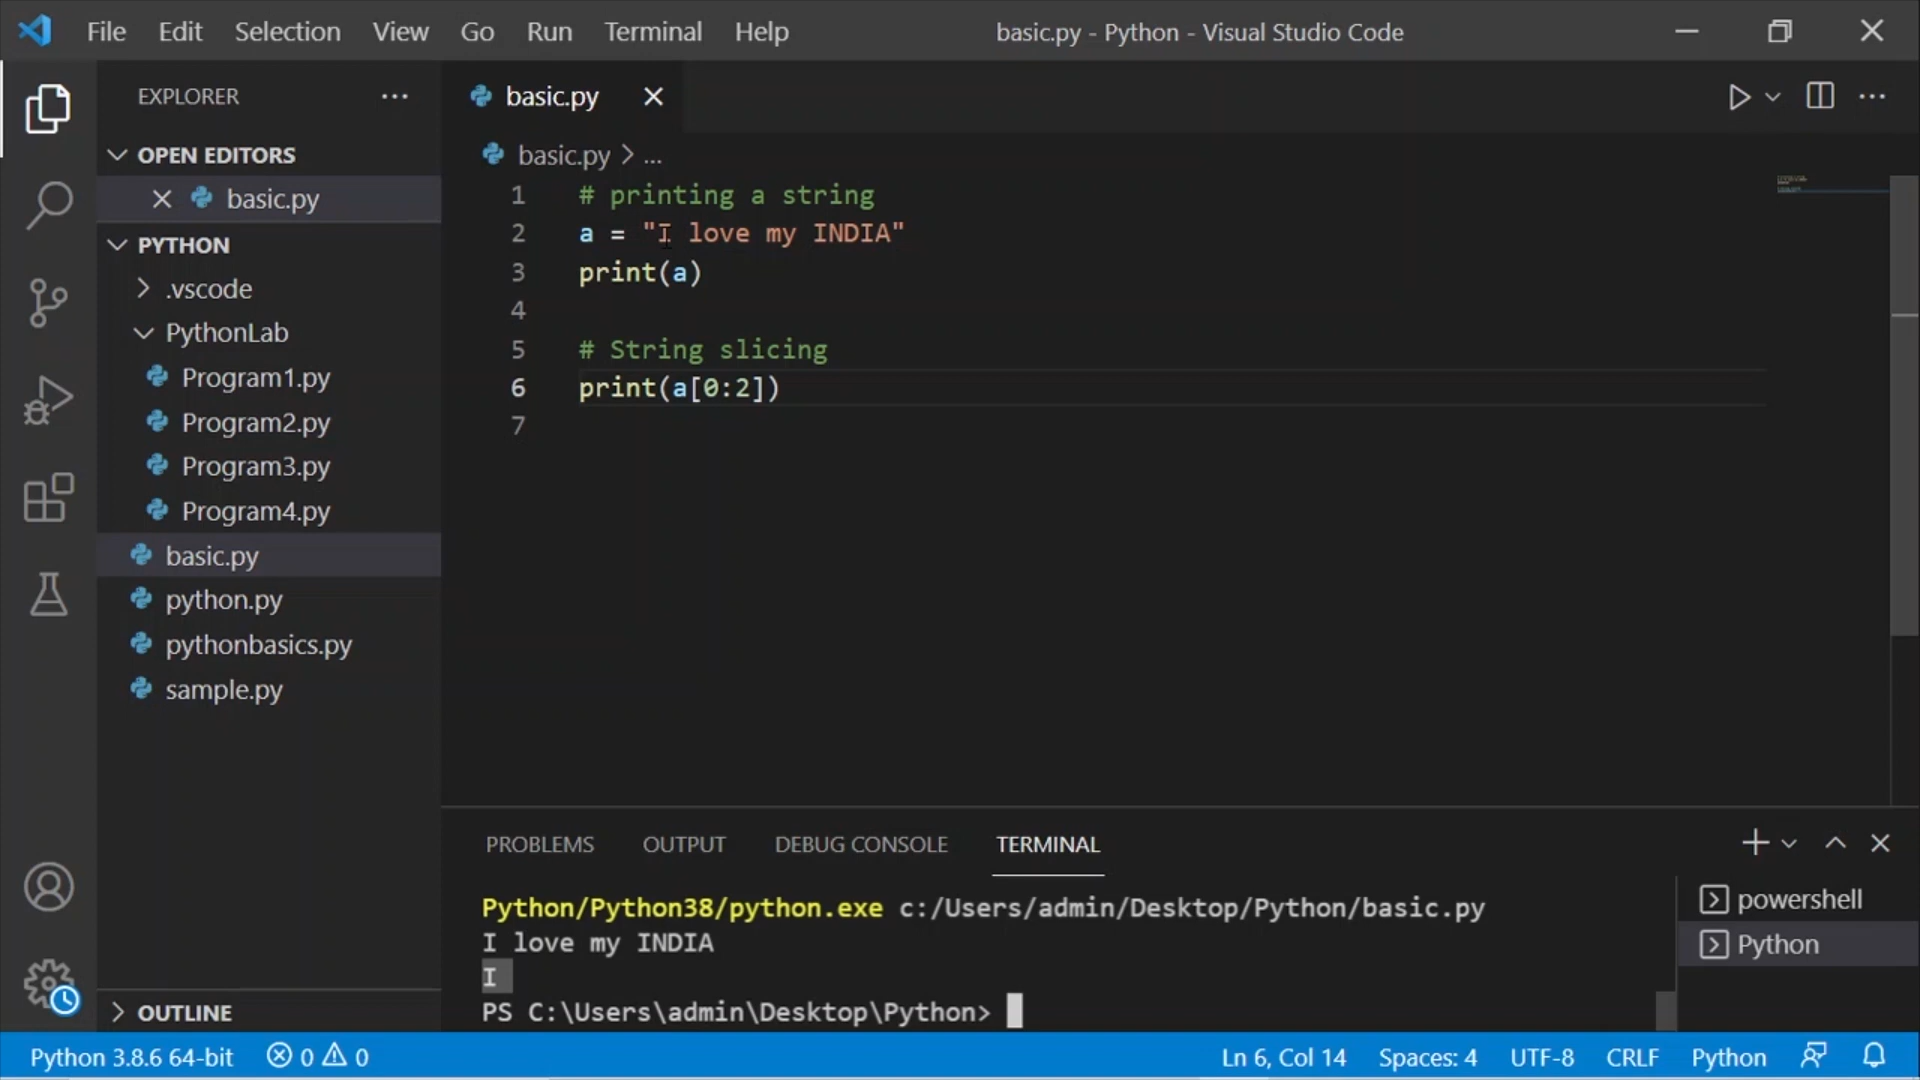 File Edit Selection View Go Run Terminal Help basic.py - Python - Visual Studio Code
EXPLORER ...
OPEN EDITORS
basic.py
PYTHON
.vscode
PythonLab
Program1.py
Program2.py
Program3.py
Program4.py
basic.py
python.py
pythonbasics.py
sample.py
OUTLINE
basic.py
basic.py > ...
1 # printing a string
2 a = "I love my INDIA"
3 print(a)
4
5 # String slicing
6 print(a[0:2])
7
PROBLEMS OUTPUT DEBUG CONSOLE TERMINAL
Python/Python38/python.exe c:/Users/admin/Desktop/Python/basic.py
I love my INDIA
I
PS C:\Users\admin\Desktop\Python>
powershell
Python
Python 3.8.6 64-bit 0 0 Ln 6, Col 14 Spaces: 4 UTF-8 CRLF Python